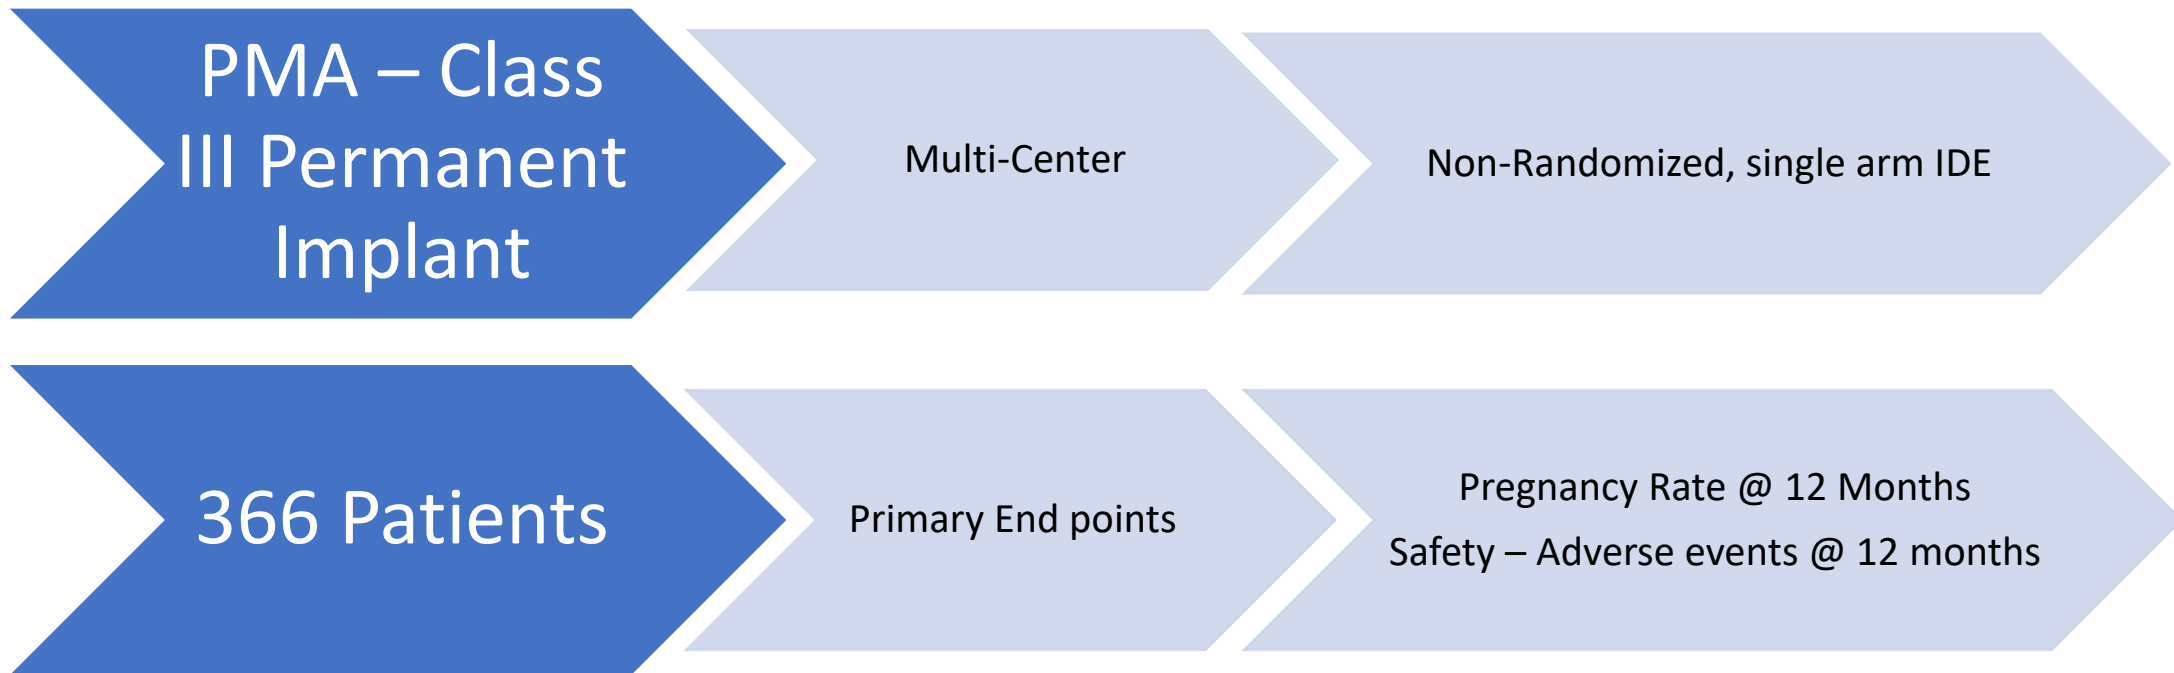 PMA – Class
III Permanent
Implant
Multi-Center
Non-Randomized, single arm IDE
366 Patients
Primary End points
Pregnancy Rate @ 12 Months
Safety – Adverse events @ 12 months